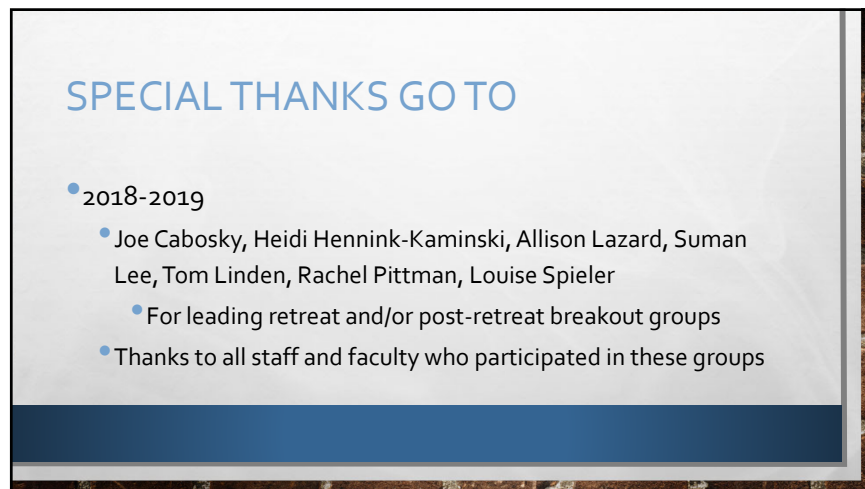 SPECIAL THANKS GO TO
•2018-2019
•Joe Cabosky, Heidi Hennink-Kaminski, Allison Lazard, Suman
Lee, Tom Linden, Rachel Pittman, Louise Spieler
•For leading retreat and/or post-retreat breakout groups
•Thanks to all staff and faculty who participated in these groups